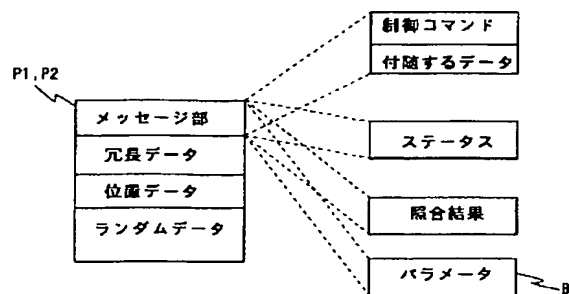 P1,P2
メッセージ部
冗長データ
位置データ
ランダムデータ
制御コマンド
付随するデータ
ステータス
照合結果
パラメータ
B